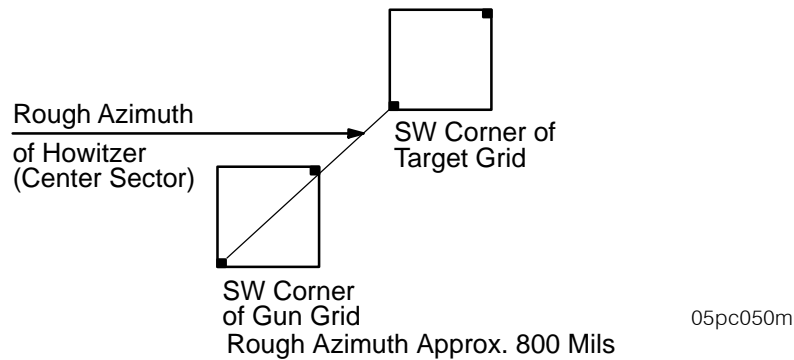 Rough Azimuth
of Howitzer
(Center Sector)
SW Corner of
Target Grid
SW Corner
of Gun Grid
Rough Azimuth Approx. 800 Mils
05pc050m